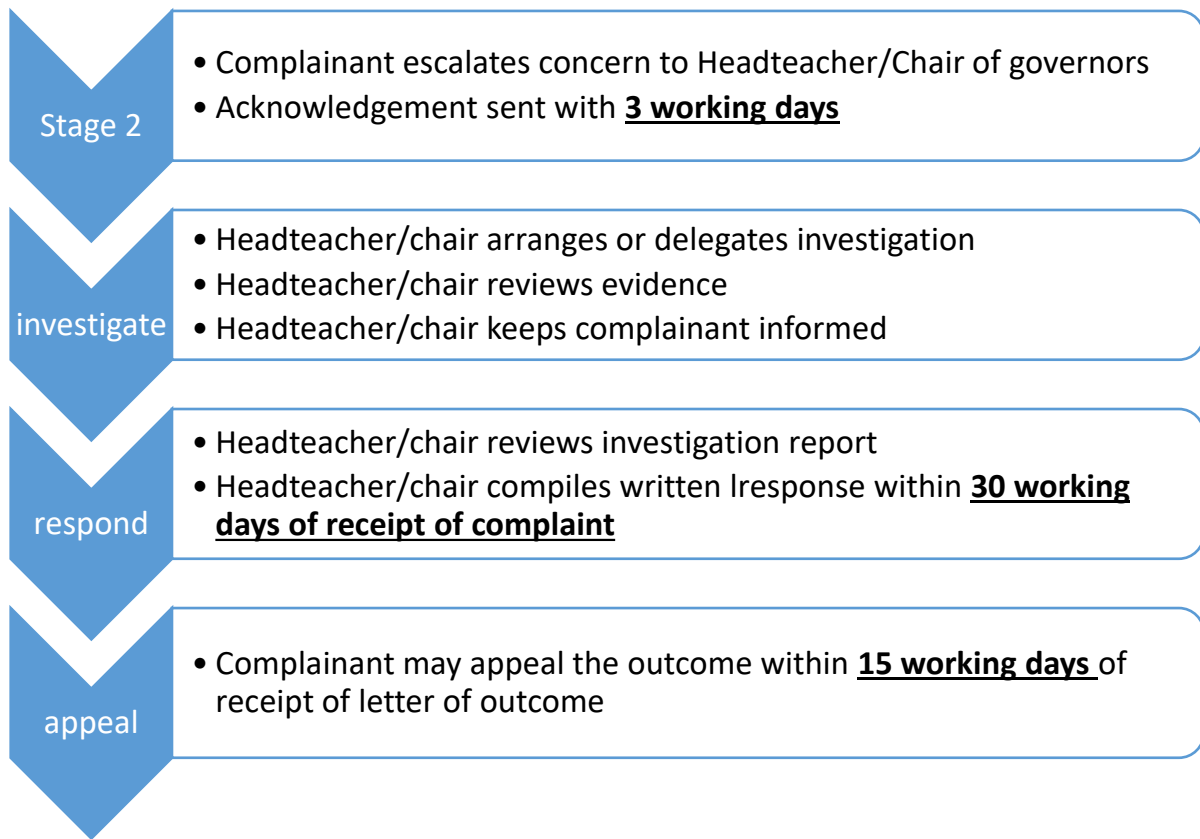 Stage 2
• Complainant escalates concern to Headteacher/Chair of governors
• Acknowledgement sent with 3 working days
investigate
• Headteacher/chair arranges or delegates investigation
• Headteacher/chair reviews evidence
• Headteacher/chair keeps complainant informed
respond
• Headteacher/chair reviews investigation report
• Headteacher/chair compiles written lresponse within 30 working
days of receipt of complaint
appeal
• Complainant may appeal the outcome within 15 working days of
receipt of letter of outcome